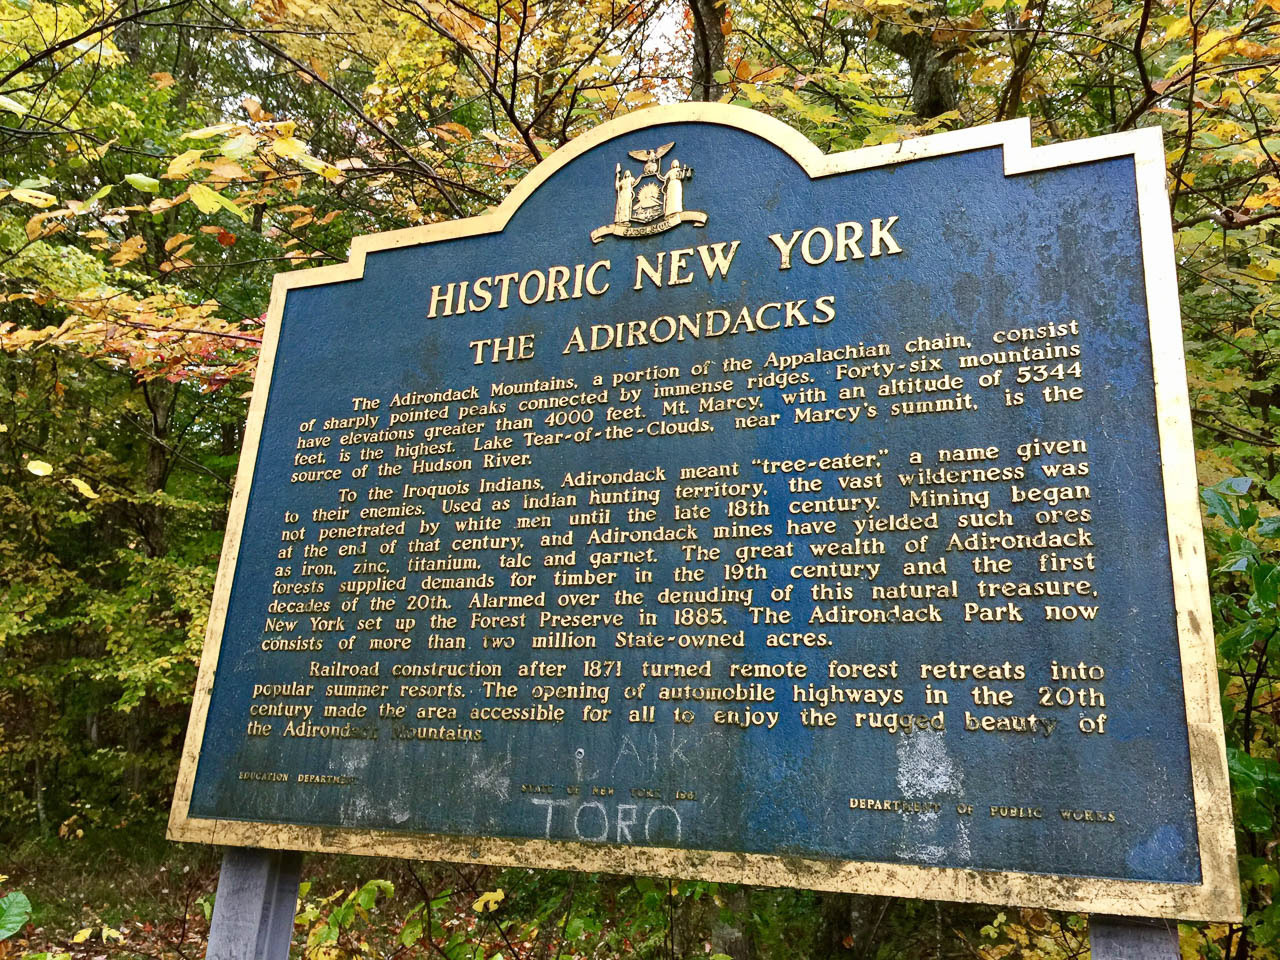 HISTORIC NEW YORK
THE ADIRONDACKS
The Adirondack Mountains, a portion of the Appalachian chain, consist
of sharply pointed peaks connected by immense ridges. Forty-six mountains
have elevations greater than 4000 feet. Mt. Marcy, with an altitude of 5344
feet, is the highest. Lake Tear-of-the-Clouds, near Marcy's summit, is the
source of the Hudson River.
To the Iroquois Indians, Adirondack meant "tree-eater," a name given
to their enemies. Used as Indian hunting territory, the vast wilderness was
not penetrated by white men until the late 18th century. Mining began
at the end of that century, and Adirondack mines have yielded such ores
as iron, zinc, titanium, talc and garnet. The great wealth of Adirondack
forests supplied demands for timber in the 19th century and the first
decades of the 20th. Alarmed over the denuding of this natural treasure,
New York set up the Forest Preserve in 1885. The Adirondack Park now
consists of more than two million State-owned acres.
Railroad construction after 1871 turned remote forest retreats into
popular summer resorts. The opening of automobile highways in the 20th
century made the area accessible for all to enjoy the rugged beauty of
the Adirondack Mountains.
EDUCATION DEPARTMENT STATE OF NEW YORK DEPARTMENT OF PUBLIC WORKS
TORO